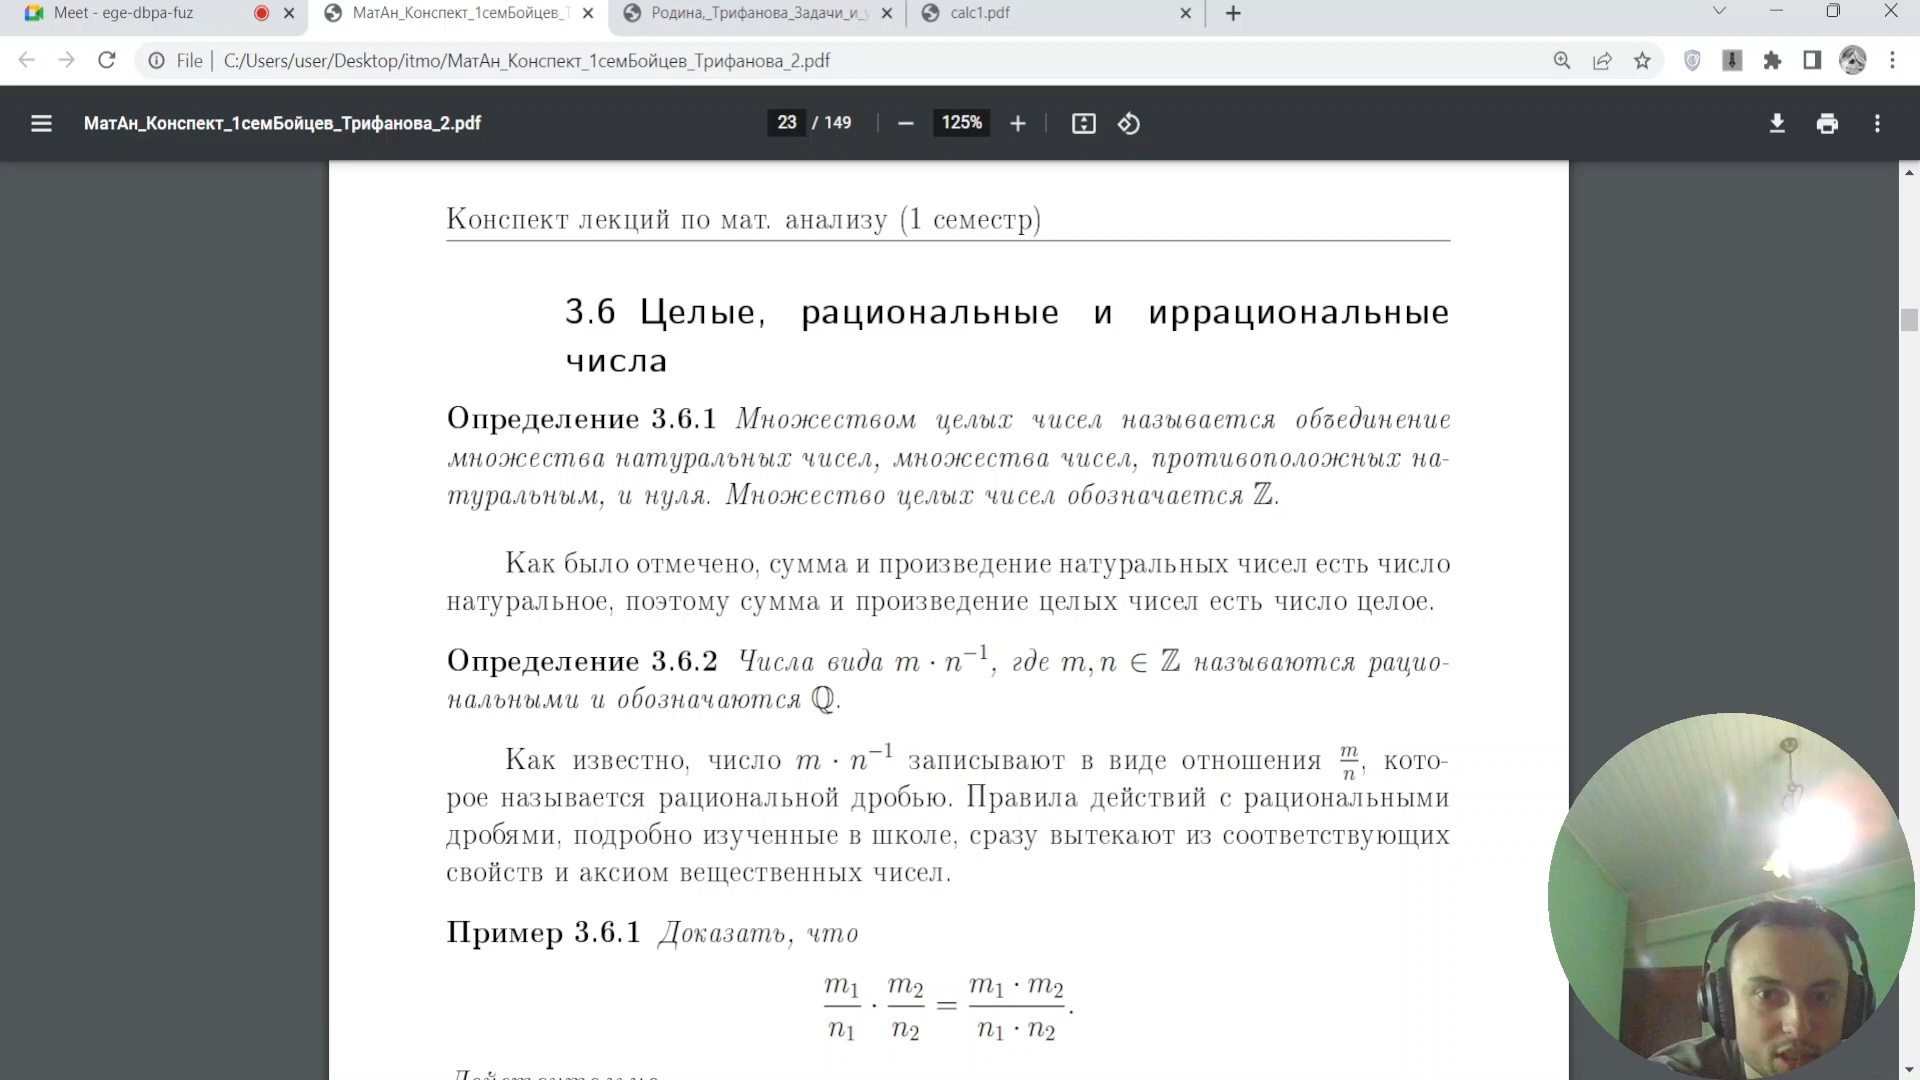 Meet - ege-dbpa-fuz
МатАн_Конспект_1семБойцев_Т
Родина,_Трифанова_Задачи_и_у
calc1.pdf
File
C:/Users/user/Desktop/itmo/МатАн_Конспект_1семБойцев_Трифанова_2.pdf
МатАн_Конспект_1семБойцев_Трифанова_2.pdf
23 / 149
125%
Конспект лекций по мат. анализу (1 семестр)
3.6 Целые, рациональные и иррациональные
числа
Определение 3.6.1 Множеством целых чисел называется объединение
множества натуральных чисел, множества чисел, противоположных на-
туральным, и нуля. Множество целых чисел обозначается ℤ.
Как было отмечено, сумма и произведение натуральных чисел есть число
натуральное, поэтому сумма и произведение целых чисел есть число целое.
Определение 3.6.2 Числа вида m · n⁻¹, где m, n ∈ ℤ называются рацио-
нальными и обозначаются ℚ.
Как известно, число m · n⁻¹ записывают в виде отношения m/n, кото-
рое называется рациональной дробью. Правила действий с рациональными
дробями, подробно изученные в школе, сразу вытекают из соответствующих
свойств и аксиом вещественных чисел.
Пример 3.6.1 Доказать, что
m₁/n₁ · m₂/n₂ = (m₁ · m₂)/(n₁ · n₂).